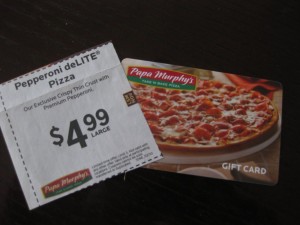 Pepperoni deLITE®
Pizza
Our Exclusive Crispy Thin Crust with
Premium Pepperoni.
$4.99
LARGE
Papa Murphy's
Papa Murphy's
TAKE 'N' BAKE PIZZA
GIFT CARD